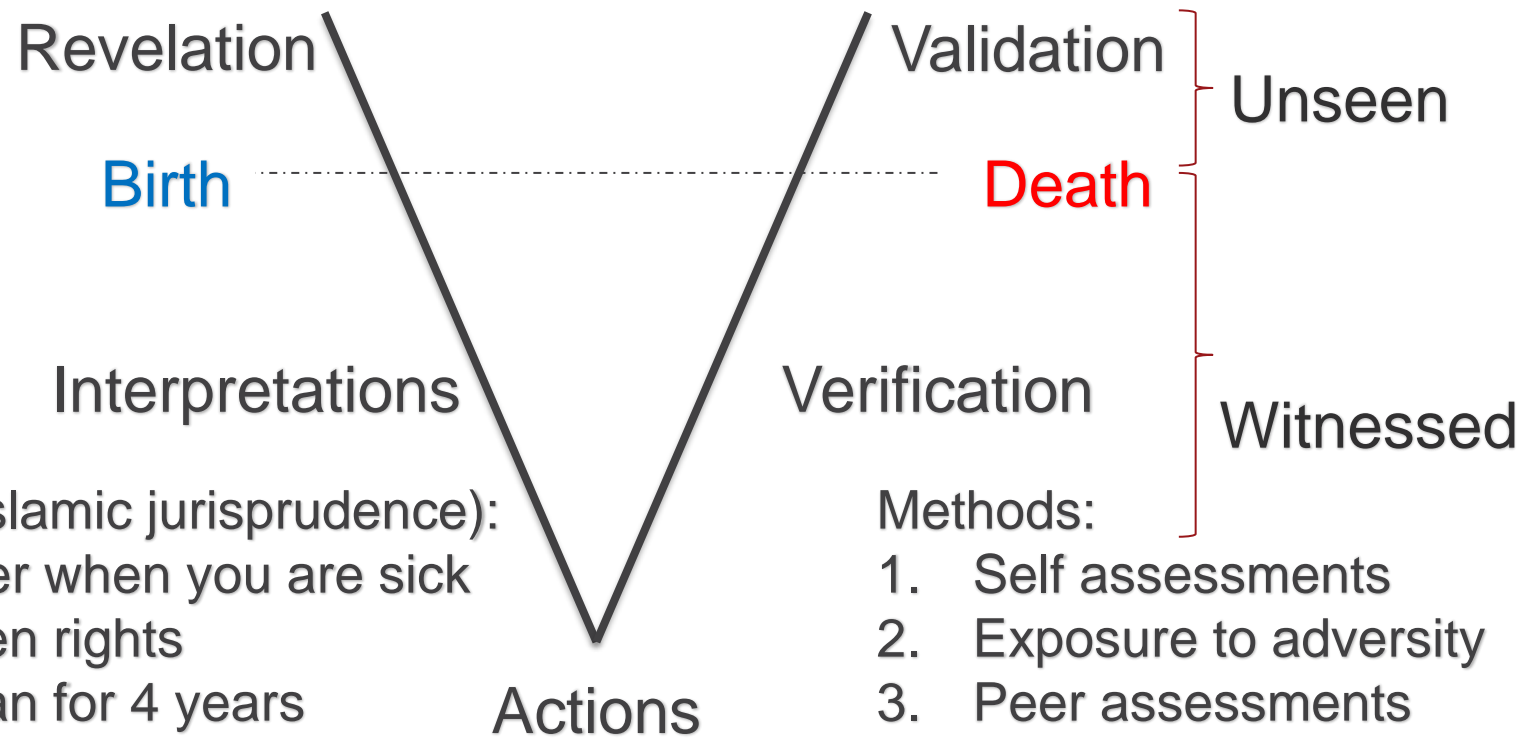 Revelation
Validation
Unseen
Birth
Death
Interpretations
Verification
Witnessed
slamic jurisprudence):
er when you are sick
en rights
an for 4 years
Actions
Methods:
1. Self assessments
2. Exposure to adversity
3. Peer assessments